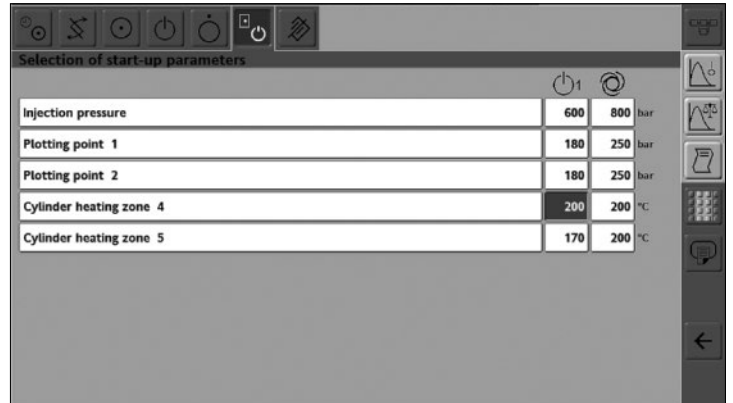 Selection of start-up parameters
1
Injection pressure 600 800 bar
Plotting point 1 180 250 bar
Plotting point 2 180 250 bar
Cylinder heating zone 4 200 200 °C
Cylinder heating zone 5 170 200 °C